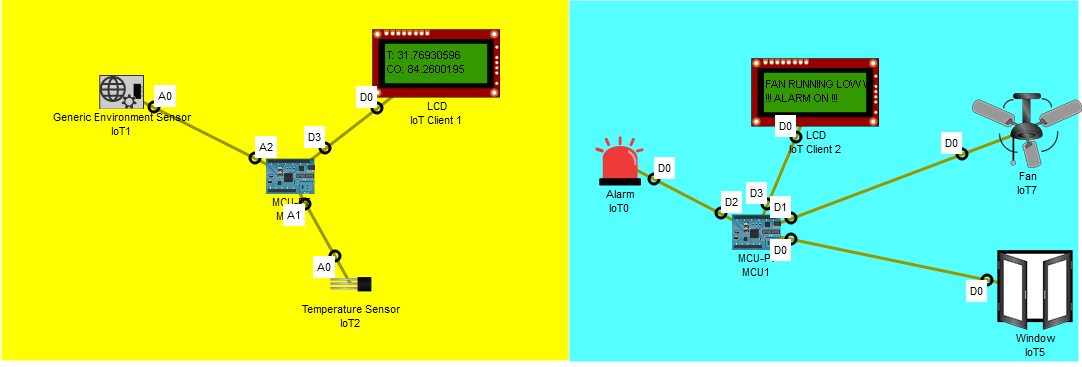 T: 31.76930596
CO: 84.2600195
A0
D0
Generic Environment Sensor
IoT1
LCD
IoT Client 1
D3
A2
MCU-P
A1
A0
Temperature Sensor
IoT2
FAN RUNNING LOW
!!! ALARM ON !!!
D0
LCD
IoT Client 2
D0
Fan
IoT7
D0
Alarm
IoT0
D2
D3
D1
D0
MCU-P
MCU1
D0
Window
IoT5